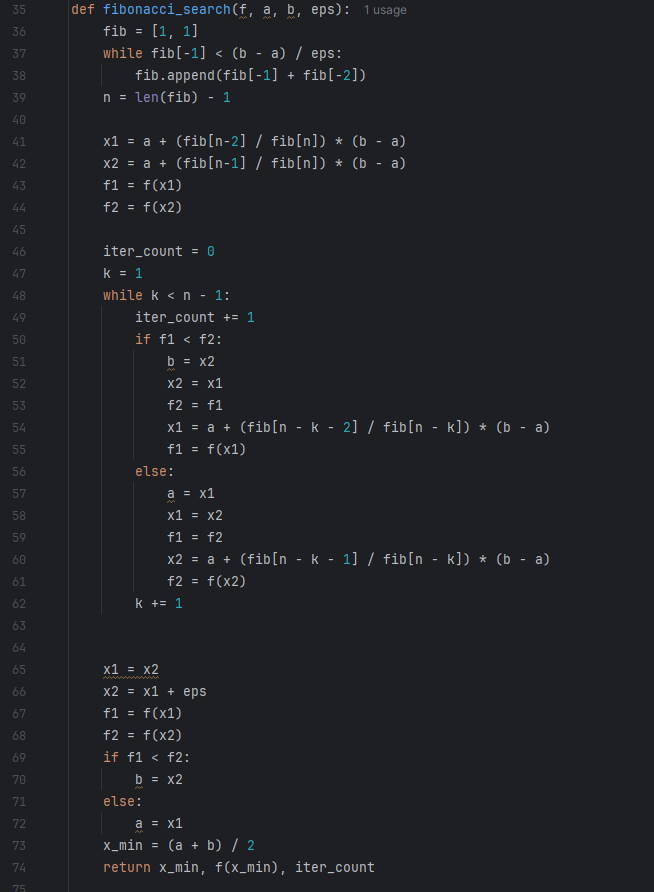 35 def fibonacci_search(f, a, b, eps): 1 usage
36     fib = [1, 1]
37     while fib[-1] < (b - a) / eps:
38         fib.append(fib[-1] + fib[-2])
39     n = len(fib) - 1
40
41     x1 = a + (fib[n-2] / fib[n]) * (b - a)
42     x2 = a + (fib[n-1] / fib[n]) * (b - a)
43     f1 = f(x1)
44     f2 = f(x2)
45
46     iter_count = 0
47     k = 1
48     while k < n - 1:
49         iter_count += 1
50         if f1 < f2:
51             b = x2
52             x2 = x1
53             f2 = f1
54             x1 = a + (fib[n - k - 2] / fib[n - k]) * (b - a)
55             f1 = f(x1)
56         else:
57             a = x1
58             x1 = x2
59             f1 = f2
60             x2 = a + (fib[n - k - 1] / fib[n - k]) * (b - a)
61             f2 = f(x2)
62         k += 1
63
64
65     x1 = x2
66     x2 = x1 + eps
67     f1 = f(x1)
68     f2 = f(x2)
69     if f1 < f2:
70         b = x2
71     else:
72         a = x1
73     x_min = (a + b) / 2
74     return x_min, f(x_min), iter_count
75